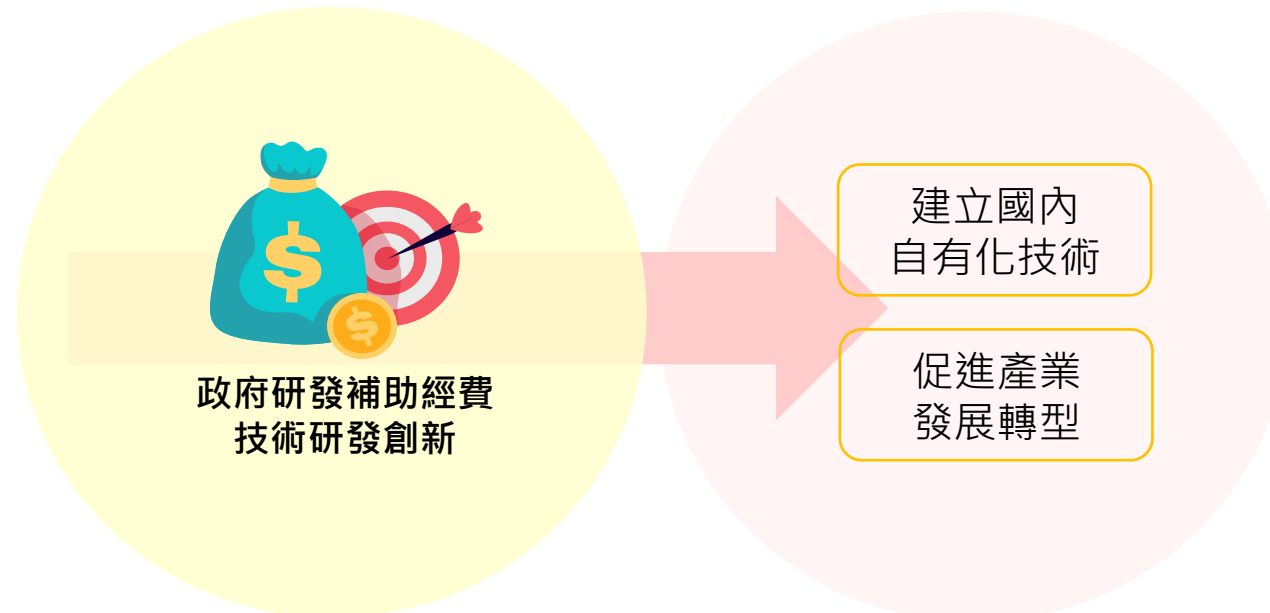 政府研發補助經費
技術研發創新
建立國內
自有化技術
促進產業
發展轉型
$
$